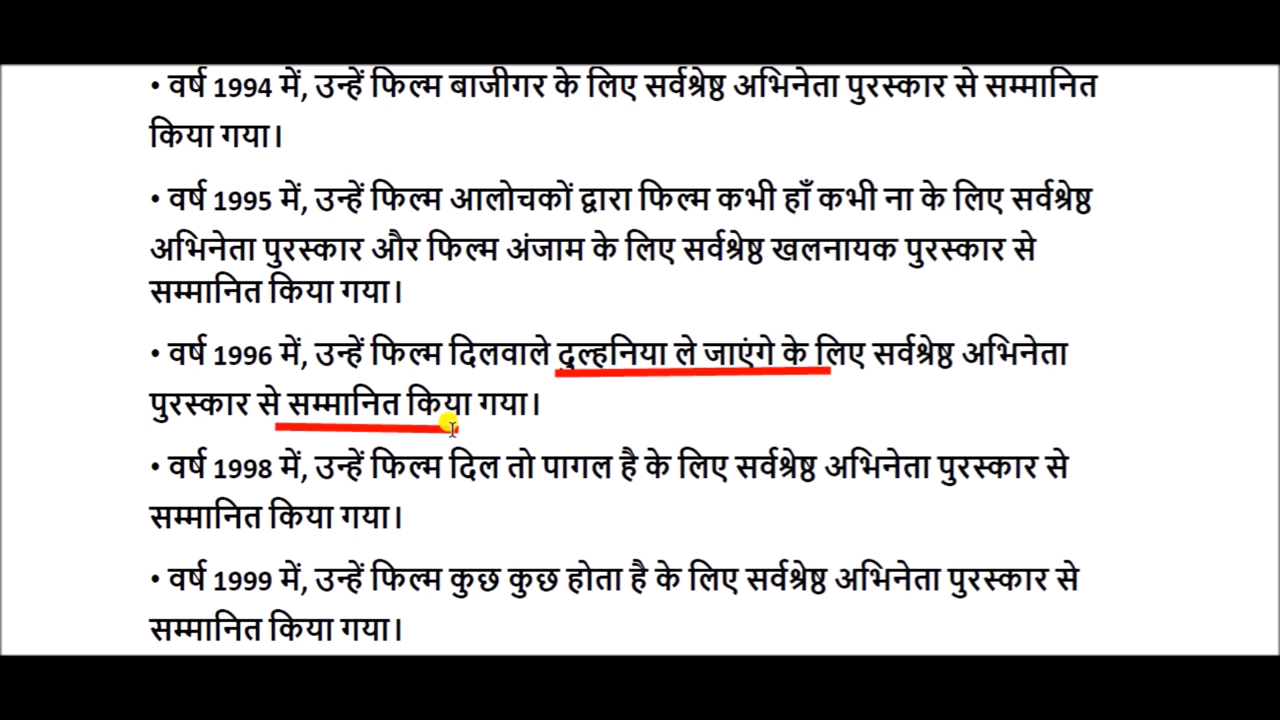 • वर्ष 1994 में, उन्हें फिल्म बाजीगर के लिए सर्वश्रेष्ठ अभिनेता पुरस्कार से सम्मानित
किया गया।
• वर्ष 1995 में, उन्हें फिल्म आलोचकों द्वारा फिल्म कभी हाँ कभी ना के लिए सर्वश्रेष्ठ
अभिनेता पुरस्कार और फिल्म अंजाम के लिए सर्वश्रेष्ठ खलनायक पुरस्कार से
सम्मानित किया गया।
• वर्ष 1996 में, उन्हें फिल्म दिलवाले दुल्हनिया ले जाएंगे के लिए सर्वश्रेष्ठ अभिनेता
पुरस्कार से सम्मानित किया गया।
• वर्ष 1998 में, उन्हें फिल्म दिल तो पागल है के लिए सर्वश्रेष्ठ अभिनेता पुरस्कार से
सम्मानित किया गया।
• वर्ष 1999 में, उन्हें फिल्म कुछ कुछ होता है के लिए सर्वश्रेष्ठ अभिनेता पुरस्कार से
सम्मानित किया गया।